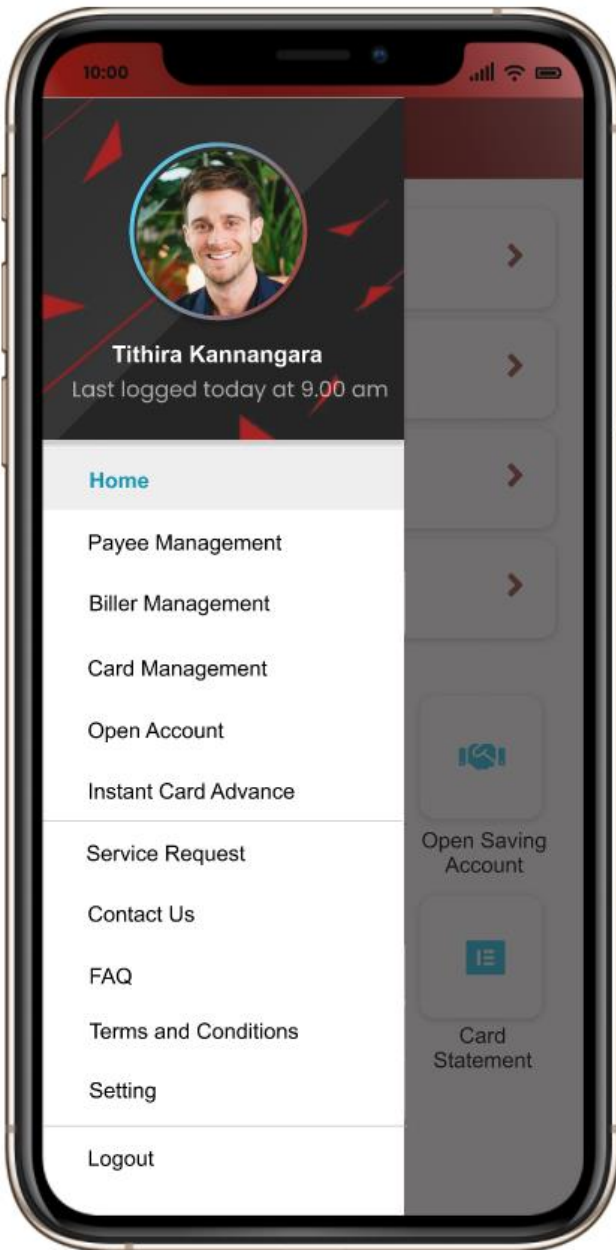 10:00
Tithira Kannangara
Last logged today at 9.00 am
Home
Payee Management
Biller Management
Card Management
Open Account
Instant Card Advance
Service Request
Contact Us
FAQ
Terms and Conditions
Setting
Logout
Open Saving
Account
Card
Statement